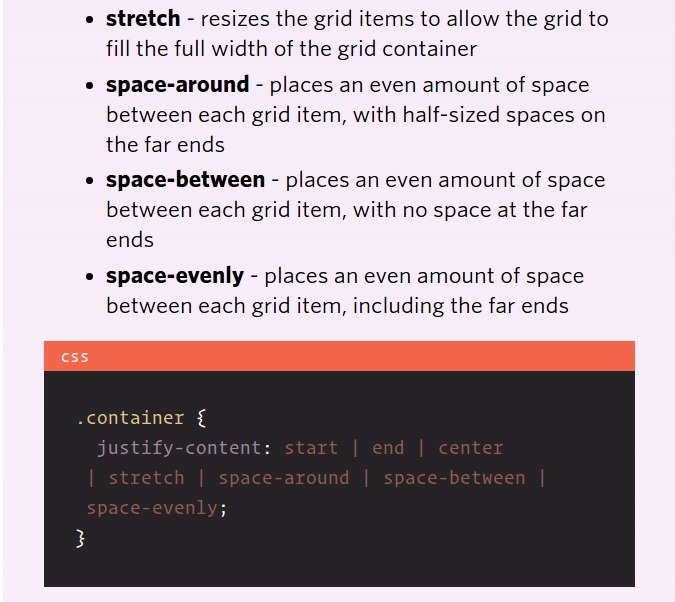 • stretch - resizes the grid items to allow the grid to
fill the full width of the grid container
• space-around - places an even amount of space
between each grid item, with half-sized spaces on
the far ends
• space-between - places an even amount of space
between each grid item, with no space at the far
ends
• space-evenly - places an even amount of space
between each grid item, including the far ends
css
.container {
  justify-content: start | end | center
 | stretch | space-around | space-between |
 space-evenly;
}